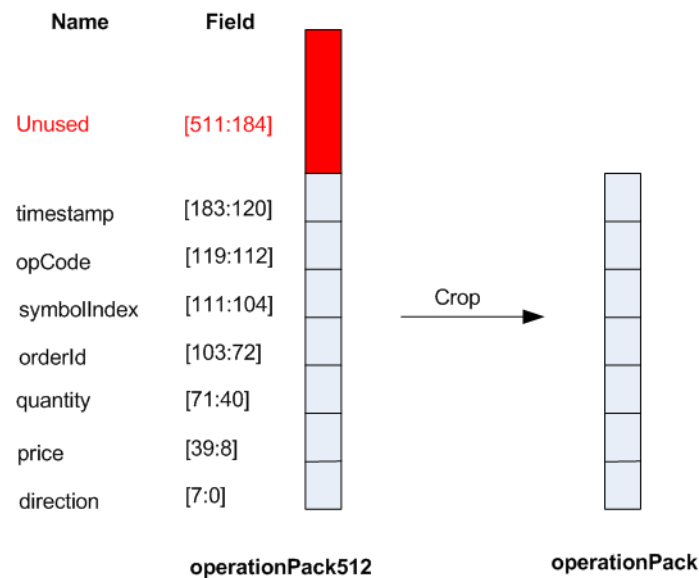 Name Field
Unused [511:184]
timestamp [183:120]
opCode [119:112]
symbolIndex [111:104]
Crop
orderId [103:72]
quantity [71:40]
price [39:8]
direction [7:0]
operationPack512 operationPack